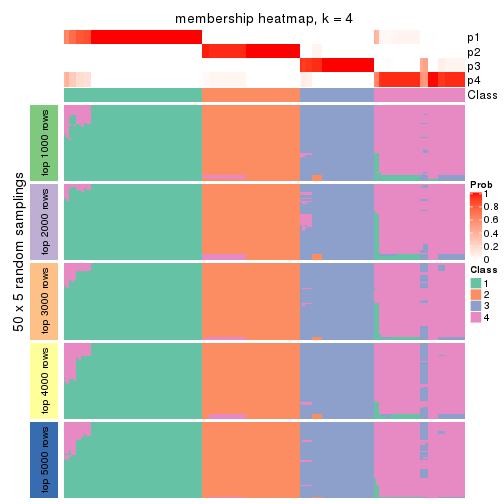 membership heatmap, k = 4
p1
p2
p3
p4
Class
50 x 5 random samplings
top 1000 rows
top 2000 rows
top 3000 rows
top 4000 rows
top 5000 rows
Prob
1
0.8
0.6
0.4
0.2
0
Class
1
2
3
4